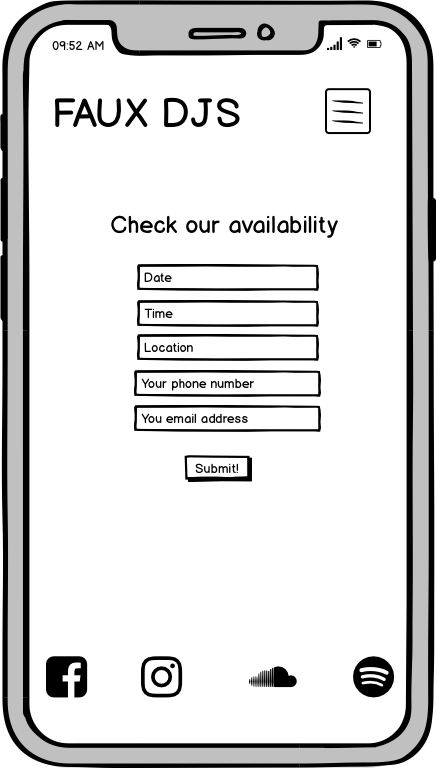 09:52 AM
FAUX DJS
Check our availability
Date
Time
Location
Your phone number
You email address
Submit!